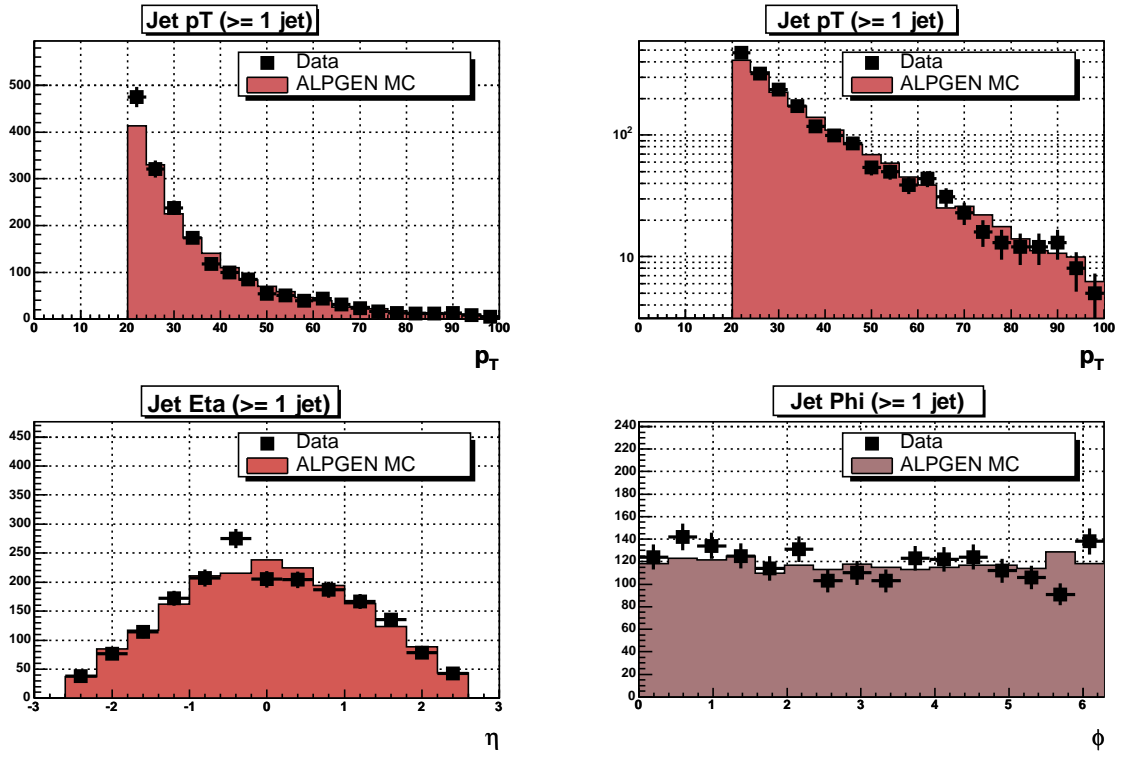 Jet pT (>= 1 jet)
Data
ALPGEN MC
500
400
300
200
100
0
0 10 20 30 40 50 60 70 80 90 100
pT
Jet pT (>= 1 jet)
Data
ALPGEN MC
10²
10
0 10 20 30 40 50 60 70 80 90 100
pT
Jet Eta (>= 1 jet)
Data
ALPGEN MC
450
400
350
300
250
200
150
100
50
0
-3 -2 -1 0 1 2 3
η
Jet Phi (>= 1 jet)
Data
ALPGEN MC
240
220
200
180
160
140
120
100
80
60
40
20
0
0 1 2 3 4 5 6
ϕ